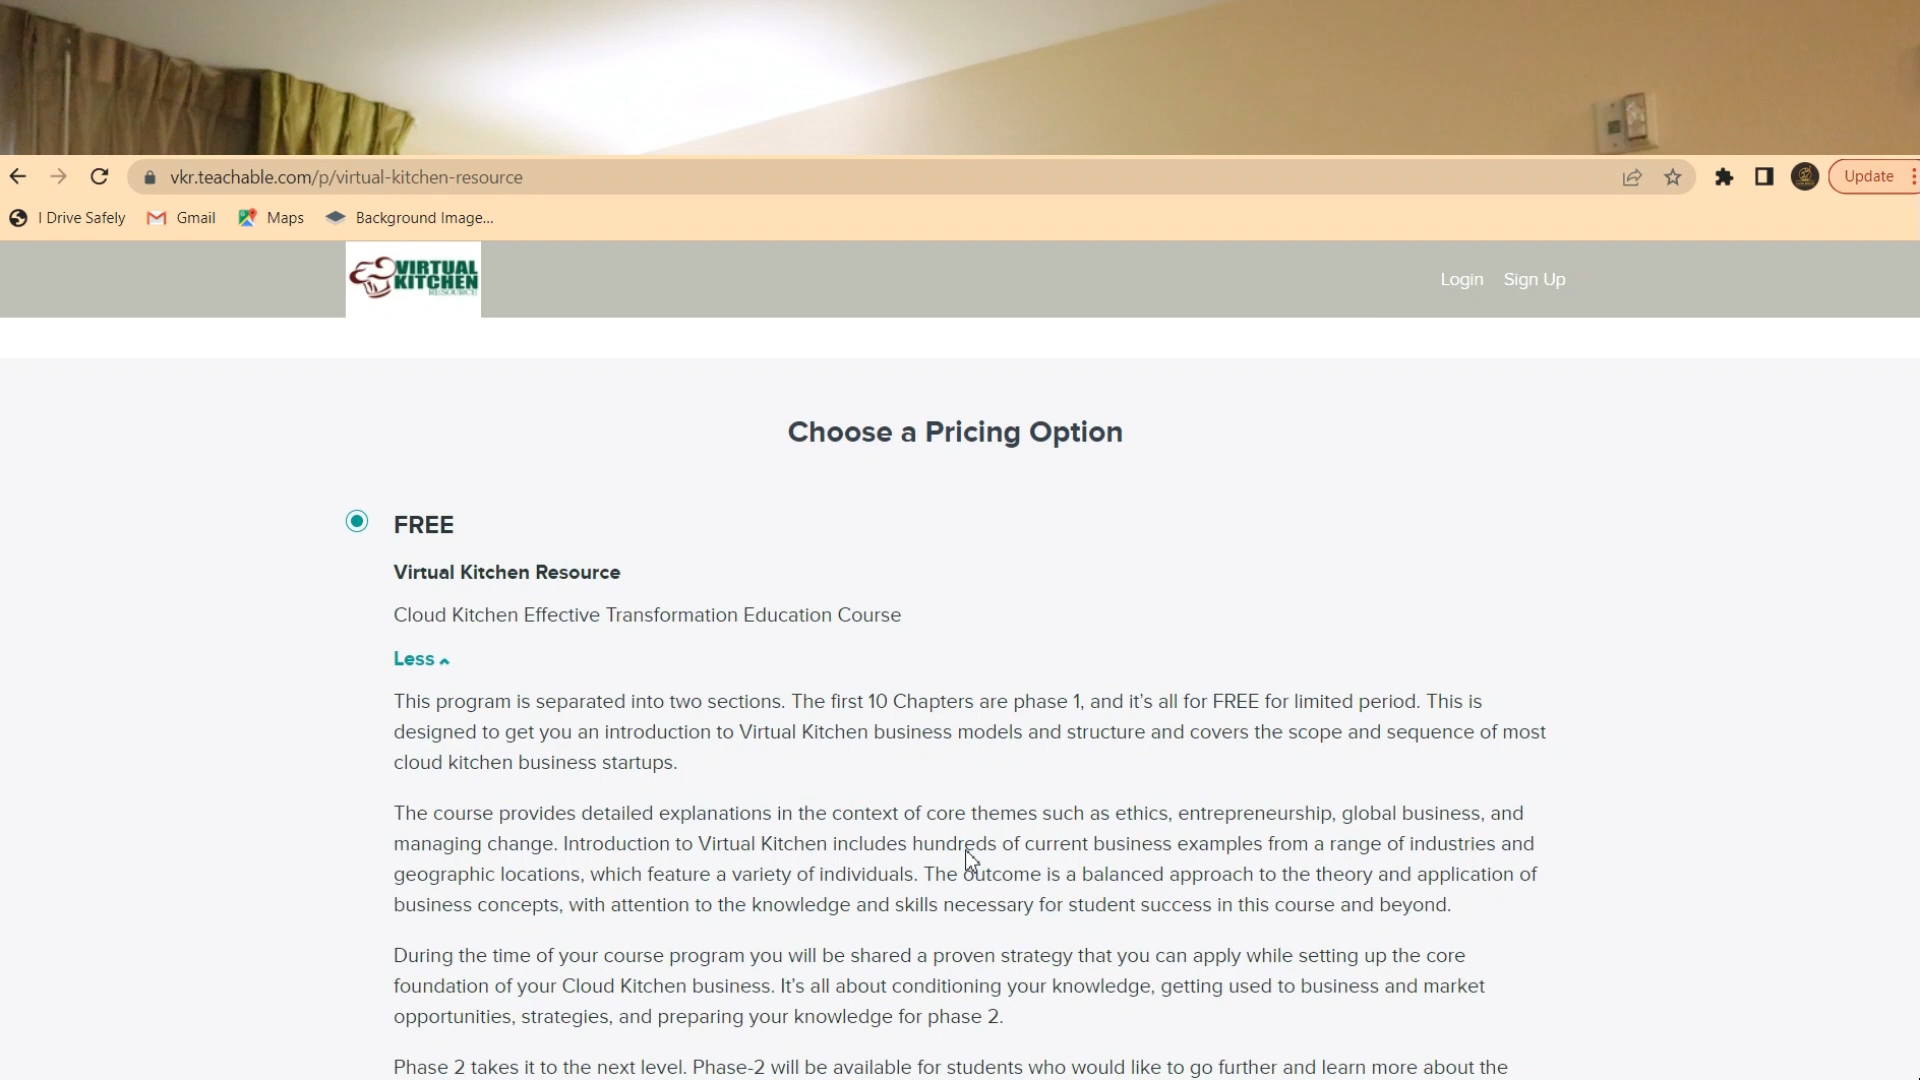 vkr.teachable.com/p/virtual-kitchen-resource
Update
I Drive Safely
Gmail
Maps
Background Image...
VIRTUAL
KITCHEN
RESOURCE
Login
Sign Up
Choose a Pricing Option
FREE
Virtual Kitchen Resource
Cloud Kitchen Effective Transformation Education Course
Less
This program is separated into two sections. The first 10 Chapters are phase 1, and it’s all for FREE for limited period. This is
designed to get you an introduction to Virtual Kitchen business models and structure and covers the scope and sequence of most
cloud kitchen business startups.
The course provides detailed explanations in the context of core themes such as ethics, entrepreneurship, global business, and
managing change. Introduction to Virtual Kitchen includes hundreds of current business examples from a range of industries and
geographic locations, which feature a variety of individuals. The outcome is a balanced approach to the theory and application of
business concepts, with attention to the knowledge and skills necessary for student success in this course and beyond.
During the time of your course program you will be shared a proven strategy that you can apply while setting up the core
foundation of your Cloud Kitchen business. It’s all about conditioning your knowledge, getting used to business and market
opportunities, strategies, and preparing your knowledge for phase 2.
Phase 2 takes it to the next level. Phase-2 will be available for students who would like to go further and learn more about the